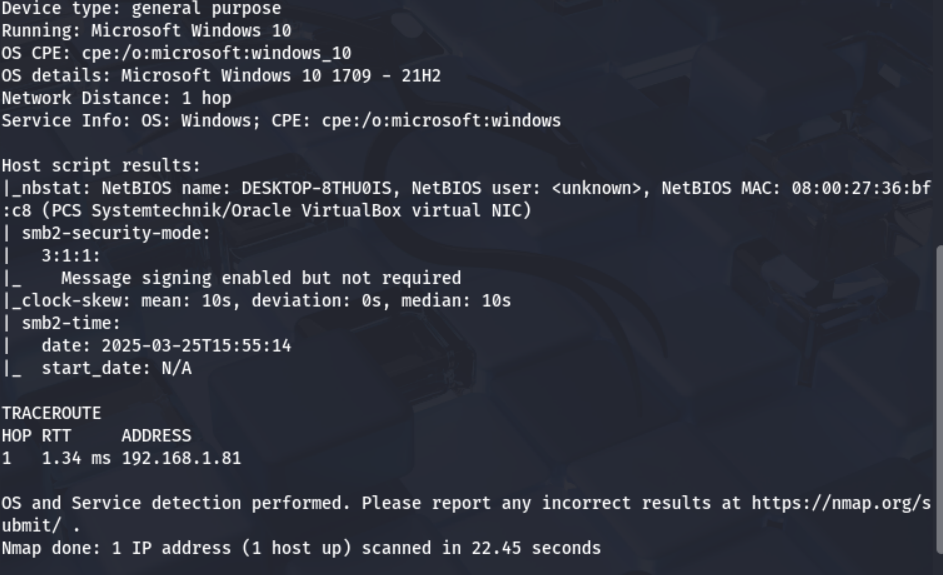 Device type: general purpose
Running: Microsoft Windows 10
OS CPE: cpe:/o:microsoft:windows_10
OS details: Microsoft Windows 10 1709 - 21H2
Network Distance: 1 hop
Service Info: OS: Windows; CPE: cpe:/o:microsoft:windows

Host script results:
|_nbstat: NetBIOS name: DESKTOP-8THU0IS, NetBIOS user: <unknown>, NetBIOS MAC: 08:00:27:36:bf
:c8 (PCS Systemtechnik/Oracle VirtualBox virtual NIC)
| smb2-security-mode:
|   3:1:1:
|_    Message signing enabled but not required
|_clock-skew: mean: 10s, deviation: 0s, median: 10s
| smb2-time:
|   date: 2025-03-25T15:55:14
|_  start_date: N/A

TRACEROUTE
HOP RTT     ADDRESS
1   1.34 ms 192.168.1.81

OS and Service detection performed. Please report any incorrect results at https://nmap.org/s
ubmit/ .
Nmap done: 1 IP address (1 host up) scanned in 22.45 seconds